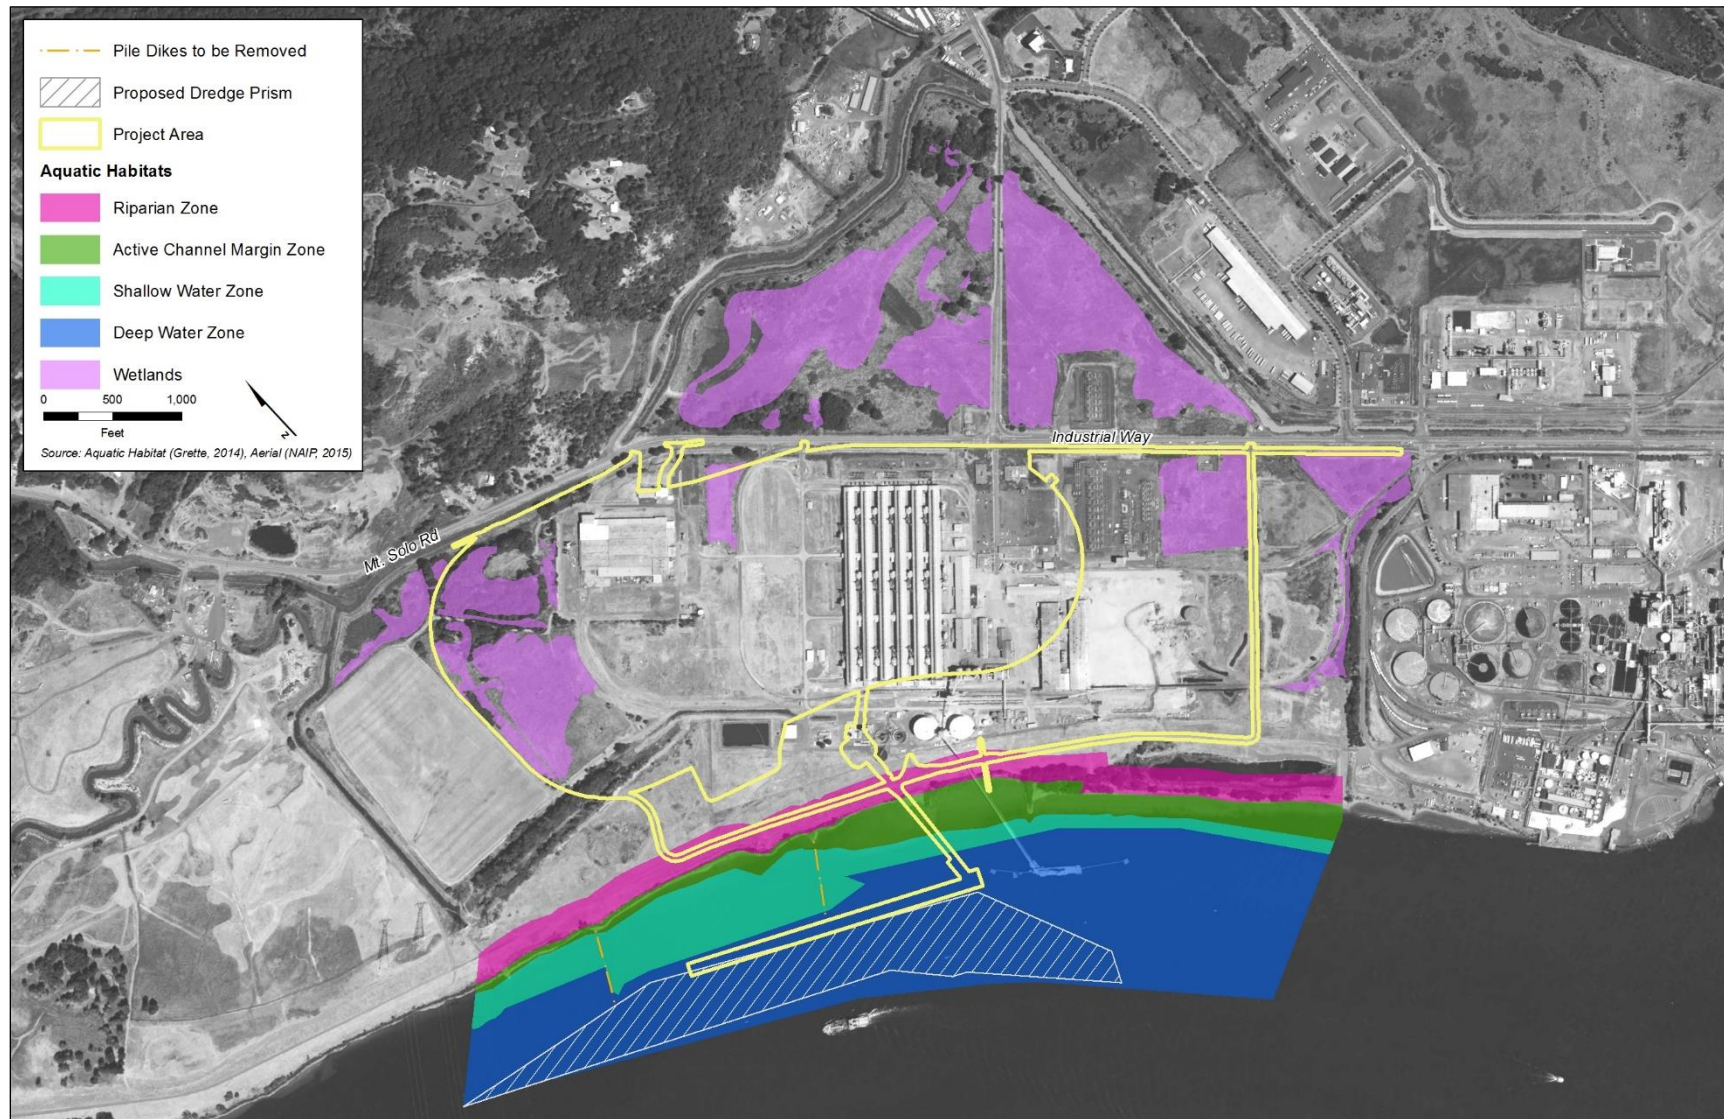 Pile Dikes to be Removed
Proposed Dredge Prism
Project Area
Aquatic Habitats
Riparian Zone
Active Channel Margin Zone
Shallow Water Zone
Deep Water Zone
Wetlands
0 500 1,000
Feet
N
Source: Aquatic Habitat (Grette, 2014), Aerial (NAIP, 2015)
Industrial Way
Mt. Solo Rd